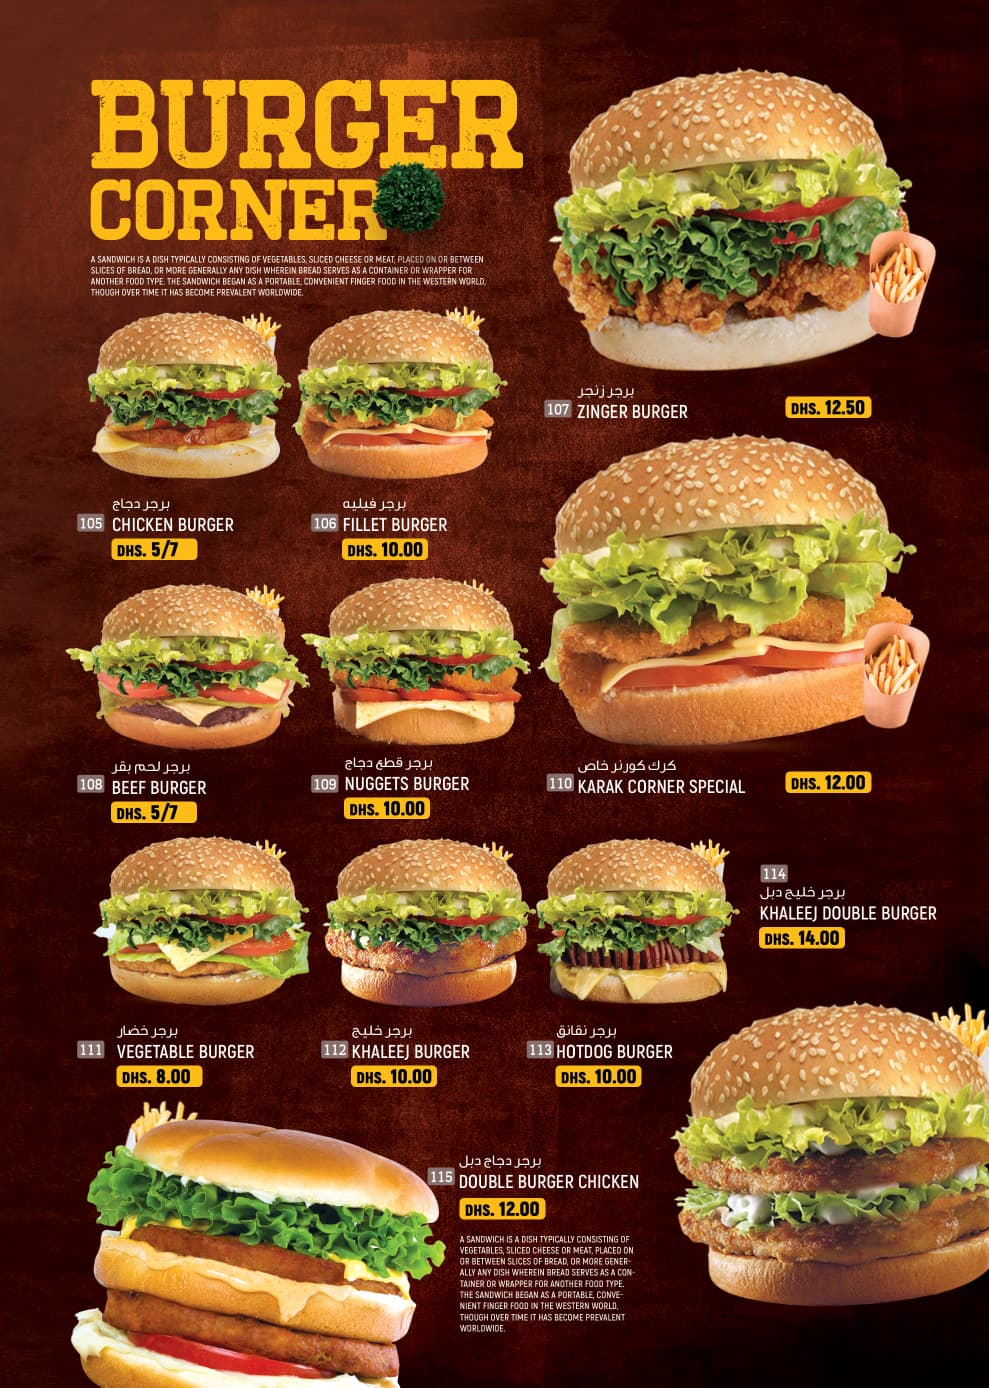 BURGER
CORNER
A SANDWICH IS A DISH TYPICALLY CONSISTING OF VEGETABLES, SLICED CHEESE OR MEAT, PLACED ON OR BETWEEN
SLICES OF BREAD, OR MORE GENERALLY ANY DISH WHEREIN BREAD SERVES AS A CONTAINER OR WRAPPER FOR
ANOTHER FOOD TYPE. THE SANDWICH BEGAN AS A PORTABLE, CONVENIENT FINGER FOOD IN THE WESTERN WORLD,
THOUGH OVER TIME IT HAS BECOME PREVALENT WORLDWIDE.
برجر زنجر
107 ZINGER BURGER
DHS. 12.50
برجر دجاج
105 CHICKEN BURGER
DHS. 5/7
برجر فيليه
106 FILLET BURGER
DHS. 10.00
برجر لحم بقر
108 BEEF BURGER
DHS. 5/7
برجر قطع دجاج
109 NUGGETS BURGER
DHS. 10.00
كرك كورنر خاص
110 KARAK CORNER SPECIAL
DHS. 12.00
برجر خضار
111 VEGETABLE BURGER
DHS. 8.00
برجر خليج
112 KHALEEJ BURGER
DHS. 10.00
برجر نقانق
113 HOTDOG BURGER
DHS. 10.00
114
برجر خليج دبل
KHALEEJ DOUBLE BURGER
DHS. 14.00
برجر دجاج دبل
115 DOUBLE BURGER CHICKEN
DHS. 12.00
A SANDWICH IS A DISH TYPICALLY CONSISTING OF
VEGETABLES, SLICED CHEESE OR MEAT, PLACED ON
OR BETWEEN SLICES OF BREAD, OR MORE GENER-
ALLY ANY DISH WHEREIN BREAD SERVES AS A CON-
TAINER OR WRAPPER FOR ANOTHER FOOD TYPE.
THE SANDWICH BEGAN AS A PORTABLE, CONVE-
NIENT FINGER FOOD IN THE WESTERN WORLD,
THOUGH OVER TIME IT HAS BECOME PREVALENT
WORLDWIDE.